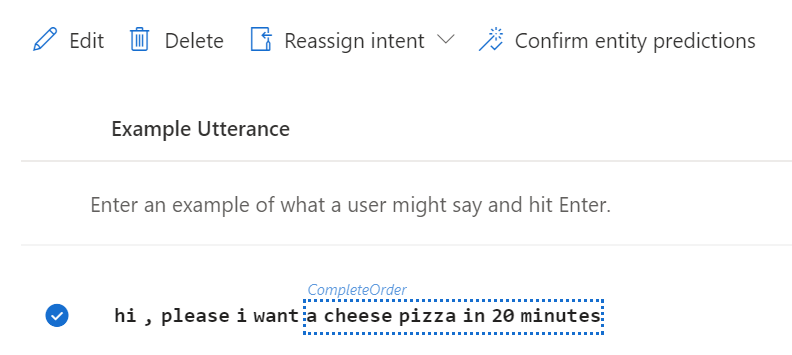 Edit Delete Reassign intent Confirm entity predictions
Example Utterance
Enter an example of what a user might say and hit Enter.
CompleteOrder
hi , please i want a cheese pizza in 20 minutes